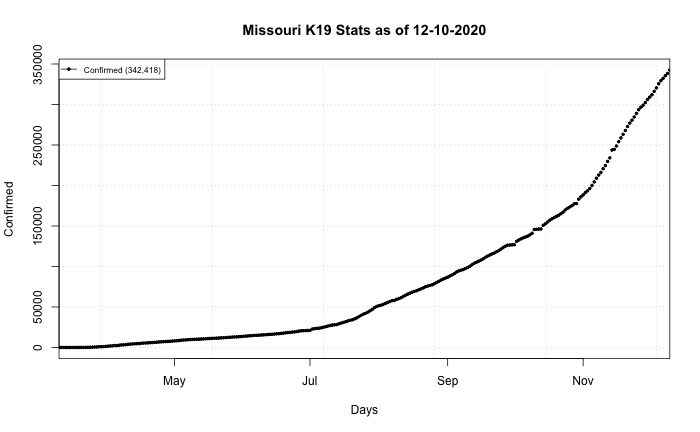 Missouri K19 Stats as of 12-10-2020
Confirmed (342,418)
350000
250000
150000
50000
0
Confirmed
May Jul Sep Nov
Days